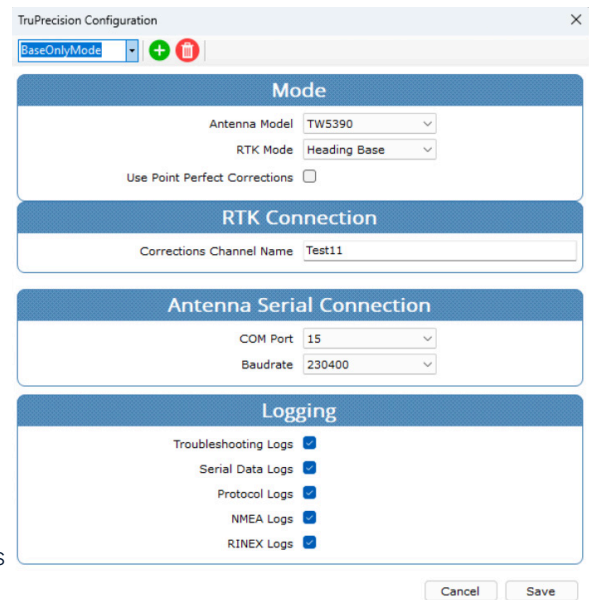 TruPrecision Configuration
BaseOnlyMode
Mode
Antenna Model TW5390
RTK Mode Heading Base
Use Point Perfect Corrections
RTK Connection
Corrections Channel Name Test11
Antenna Serial Connection
COM Port 15
Baudrate 230400
Logging
Troubleshooting Logs
Serial Data Logs
Protocol Logs
NMEA Logs
RINEX Logs
s
Cancel Save